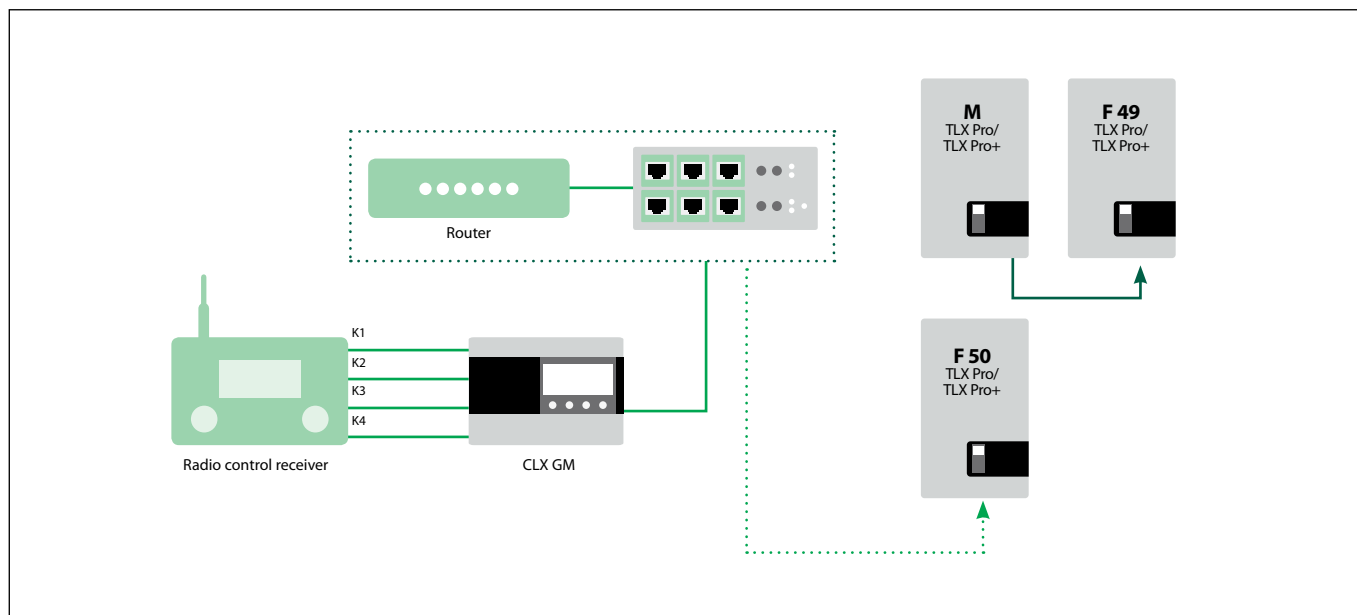 M
TLX Pro/
TLX Pro+
F 49
TLX Pro/
TLX Pro+
Router
K1
K2
K3
K4
Radio control receiver
CLX GM
F 50
TLX Pro/
TLX Pro+